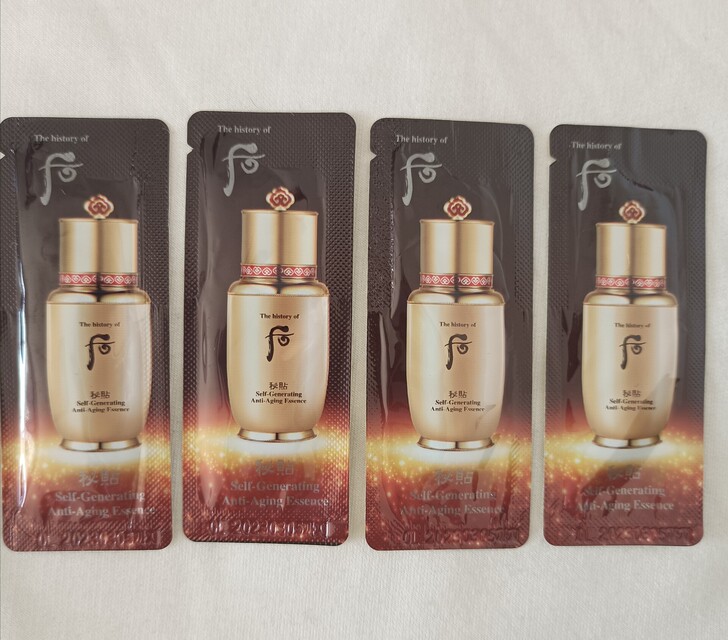 The history of
后
The history of
后
秘貼
Self-Generating
Anti-Aging Essence
秘貼
Self-Generating
Anti-Aging Essence
The history of
后
The history of
后
秘貼
Self-Generating
Anti-Aging Essence
秘貼
Self-Generating
Anti-Aging Essence
The history of
后
The history of
后
秘貼
Self-Generating
Anti-Aging Essence
秘貼
Self-Generating
Anti-Aging Essence
The history of
后
The history of
后
秘貼
Self-Generating
Anti-Aging Essence
秘貼
Self-Generating
Anti-Aging Essence